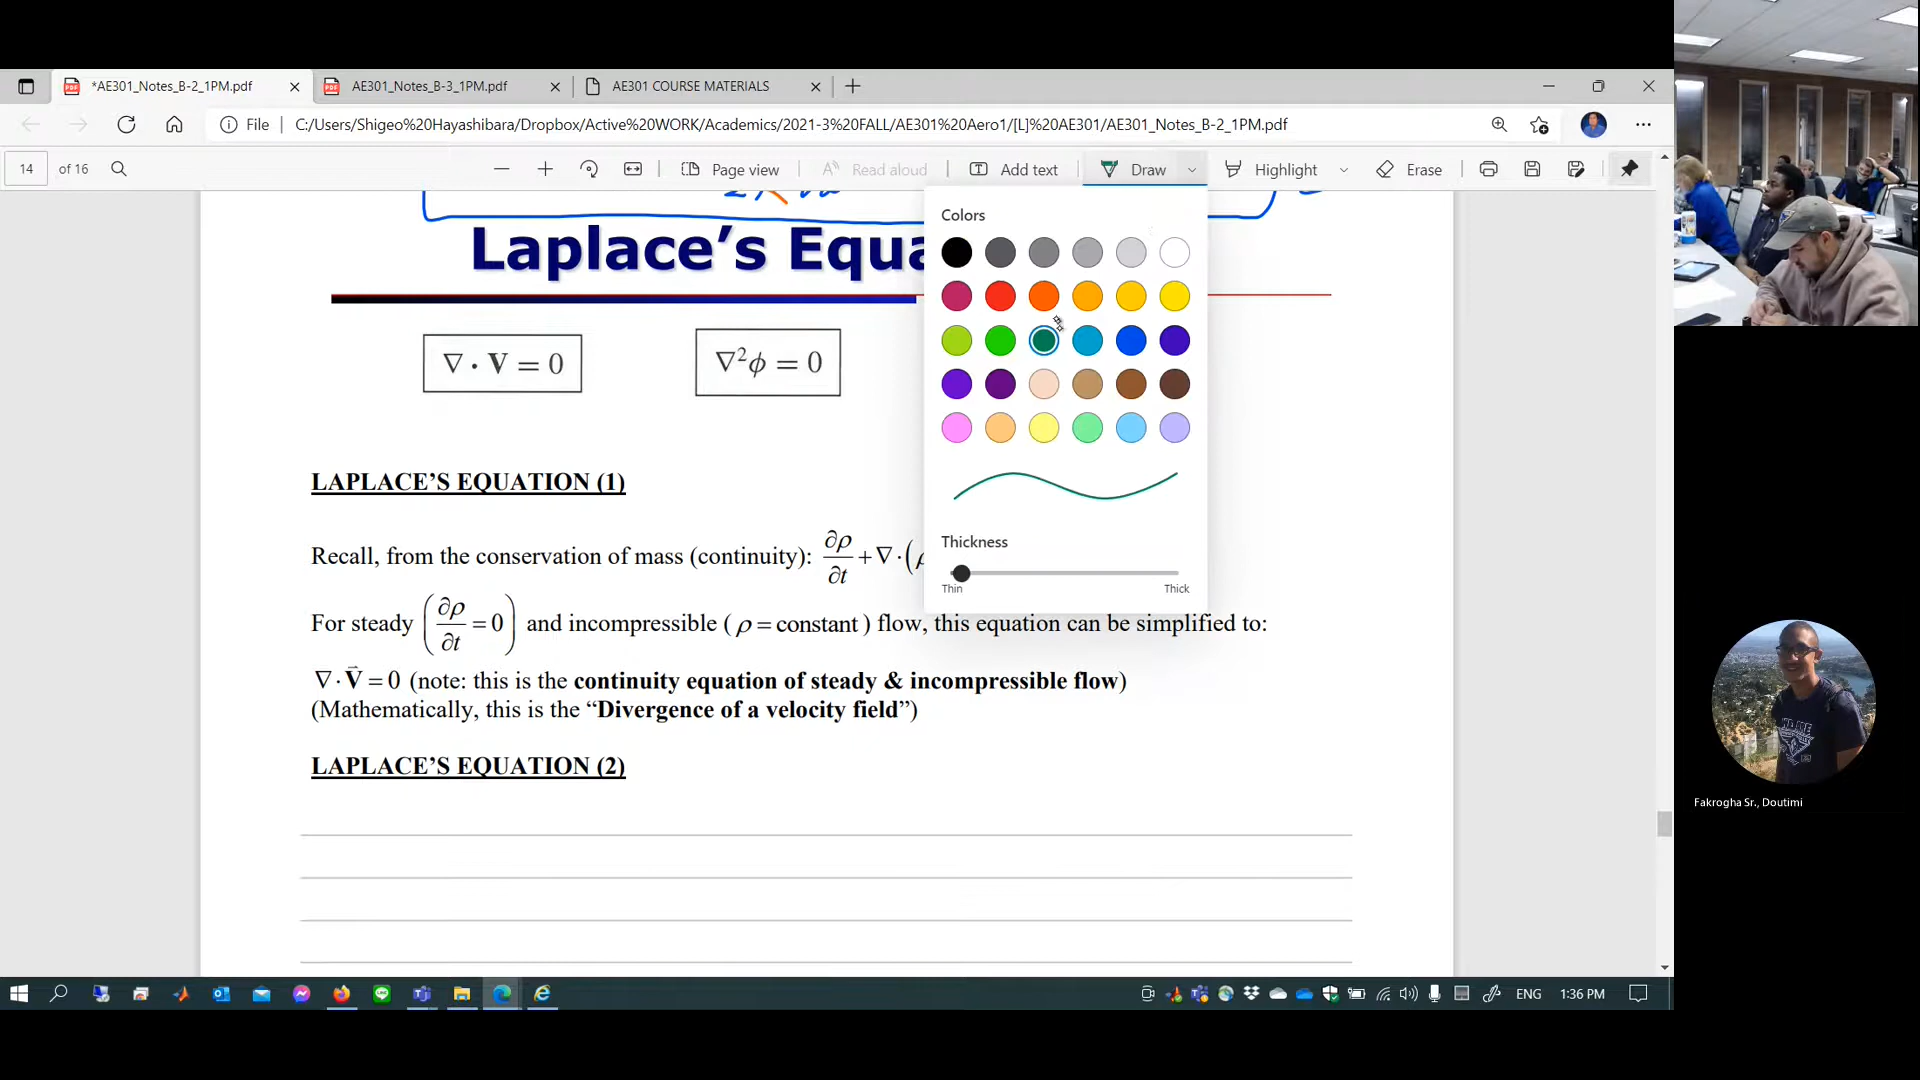 *AE301_Notes_B-2_1PM.pdf
AE301_Notes_B-3_1PM.pdf
AE301 COURSE MATERIALS
File
C:/Users/Shigeo%20Hayashibara/Dropbox/Active%20WORK/Academics/2021-3%20FALL/AE301%20Aero1/[L]%20AE301/AE301_Notes_B-2_1PM.pdf
14 of 16
Page view
Read aloud
Add text
Draw
Highlight
Erase
Laplace's Equa
Colors
∇ · V = 0
∇²ϕ = 0
LAPLACE'S EQUATION (1)
Thickness
Thin
Thick
Recall, from the conservation of mass (continuity): ∂ρ/∂t + ∇ · (ρ
For steady (∂ρ/∂t = 0) and incompressible ( ρ = constant ) flow, this equation can be simplified to:
∇ · V⃗ = 0 (note: this is the continuity equation of steady & incompressible flow)
(Mathematically, this is the “Divergence of a velocity field”)
LAPLACE'S EQUATION (2)
Fakrogha Sr., Doutimi
ENG
1:36 PM